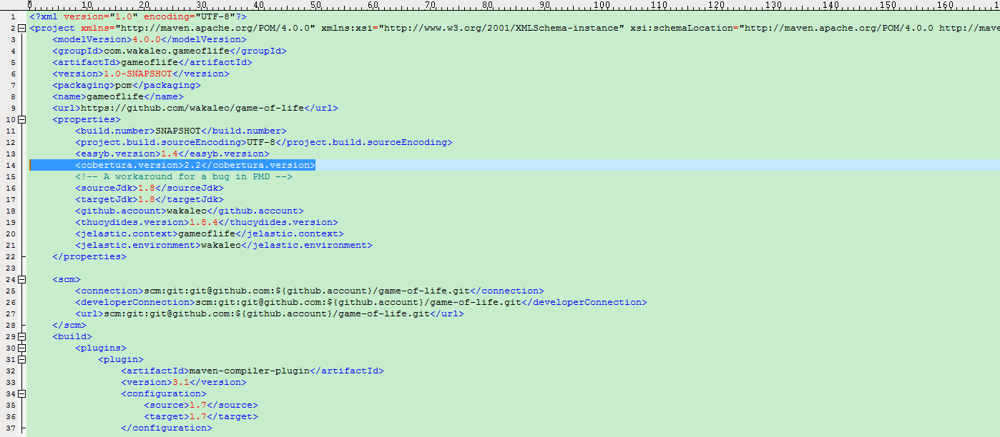 0 10 20 30 40 50 60 70 80 90 100 110 120 130 140 150 160 1
1 <?xml version="1.0" encoding="UTF-8"?>
2 <project xmlns="http://maven.apache.org/POM/4.0.0" xmlns:xsi="http://www.w3.org/2001/XMLSchema-instance" xsi:schemaLocation="http://maven.apache.org/POM/4.0.0 http://mave
3 <modelVersion>4.0.0</modelVersion>
4 <groupId>com.wakaleo.gameoflife</groupId>
5 <artifactId>gameoflife</artifactId>
6 <version>1.0-SNAPSHOT</version>
7 <packaging>pom</packaging>
8 <name>gameoflife</name>
9 <url>https://github.com/wakaleo/game-of-life</url>
10 <properties>
11 <build.number>SNAPSHOT</build.number>
12 <project.build.sourceEncoding>UTF-8</project.build.sourceEncoding>
13 <easyb.version>1.4</easyb.version>
14 <cobertura.version>2.2</cobertura.version>
15 <!-- A workaround for a bug in PMD -->
16 <sourceJdk>1.8</sourceJdk>
17 <targetJdk>1.8</targetJdk>
18 <github.account>wakaleo</github.account>
19 <thucydides.version>1.8.4</thucydides.version>
20 <jelastic.context>gameoflife</jelastic.context>
21 <jelastic.environment>wakaleo</jelastic.environment>
22 </properties>
23
24 <scm>
25 <connection>scm:git:git@github.com:${github.account}/game-of-life.git</connection>
26 <developerConnection>scm:git:git@github.com:${github.account}/game-of-life.git</developerConnection>
27 <url>scm:git:git@github.com:${github.account}/game-of-life.git</url>
28 </scm>
29 <build>
30 <plugins>
31 <plugin>
32 <artifactId>maven-compiler-plugin</artifactId>
33 <version>3.1</version>
34 <configuration>
35 <source>1.7</source>
36 <target>1.7</target>
37 </configuration>